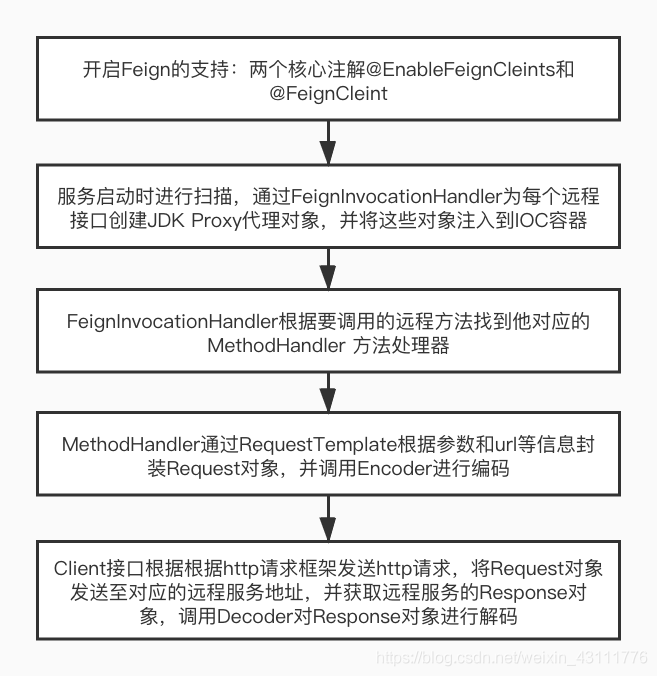 开启Feign的支持：两个核心注解@EnableFeignCleints和
@FeignCleint
服务启动时进行扫描，通过FeignInvocationHandler为每个远程
接口创建JDK Proxy代理对象，并将这些对象注入到IOC容器
FeignInvocationHandler根据要调用的远程方法找到他对应的
MethodHandler 方法处理器
MethodHandler通过RequestTemplate根据参数和url等信息封
装Request对象，并调用Encoder进行编码
Client接口根据根据http请求框架发送http请求，将Request对象
发送至对应的远程服务地址，并获取远程服务的Response对
象，调用Decoder对Response对象进行解码
https://blog.csdn.net/weixin_43111776